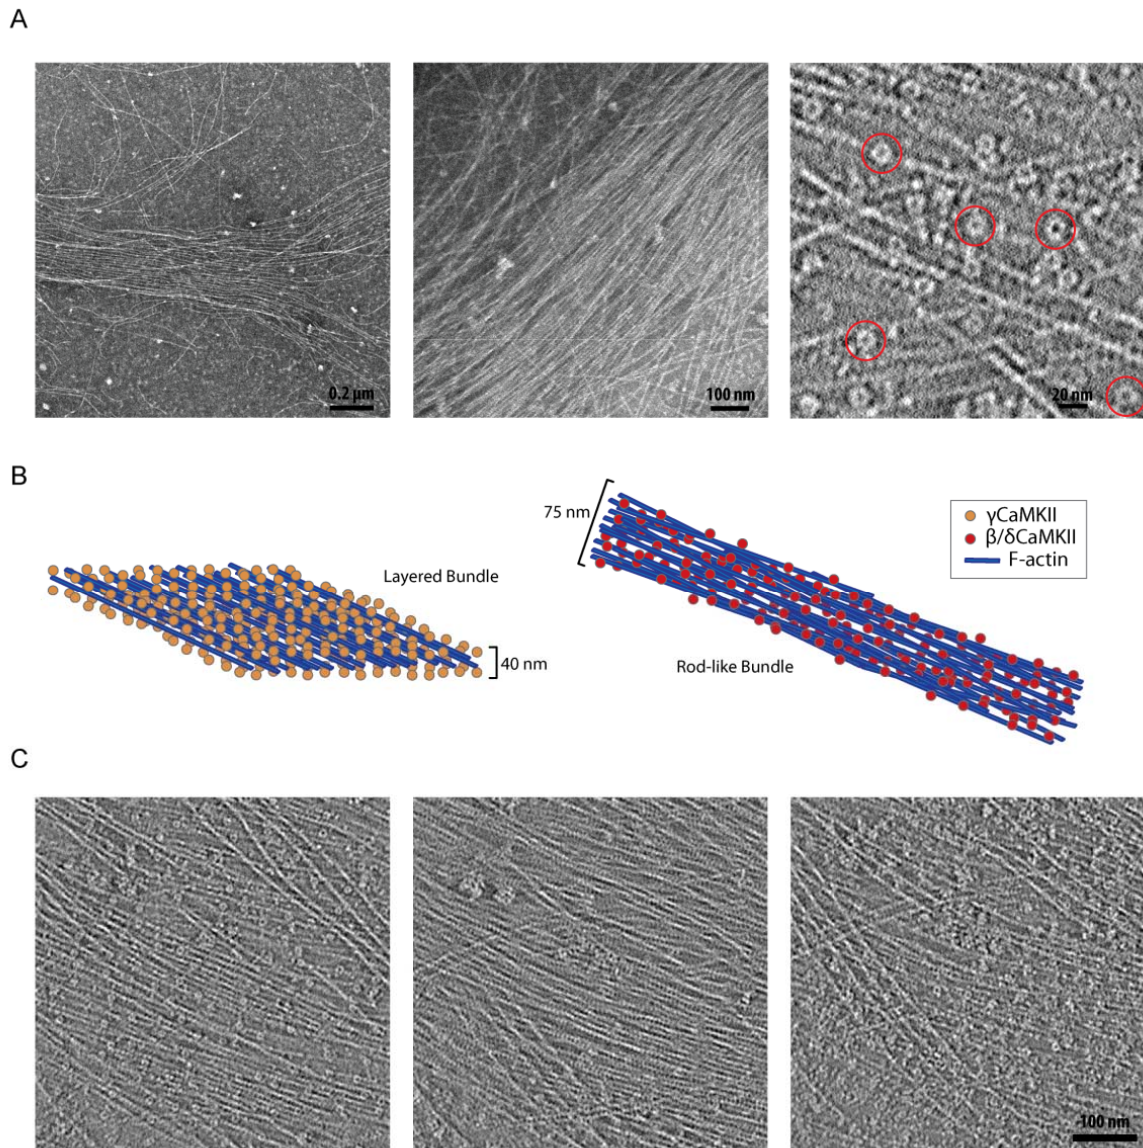 A
0.2 µm
100 nm
20 nm
B
Layered Bundle
40 nm
75 nm
Rod-like Bundle
γCaMKII
β/δCaMKII
F-actin
C
100 nm